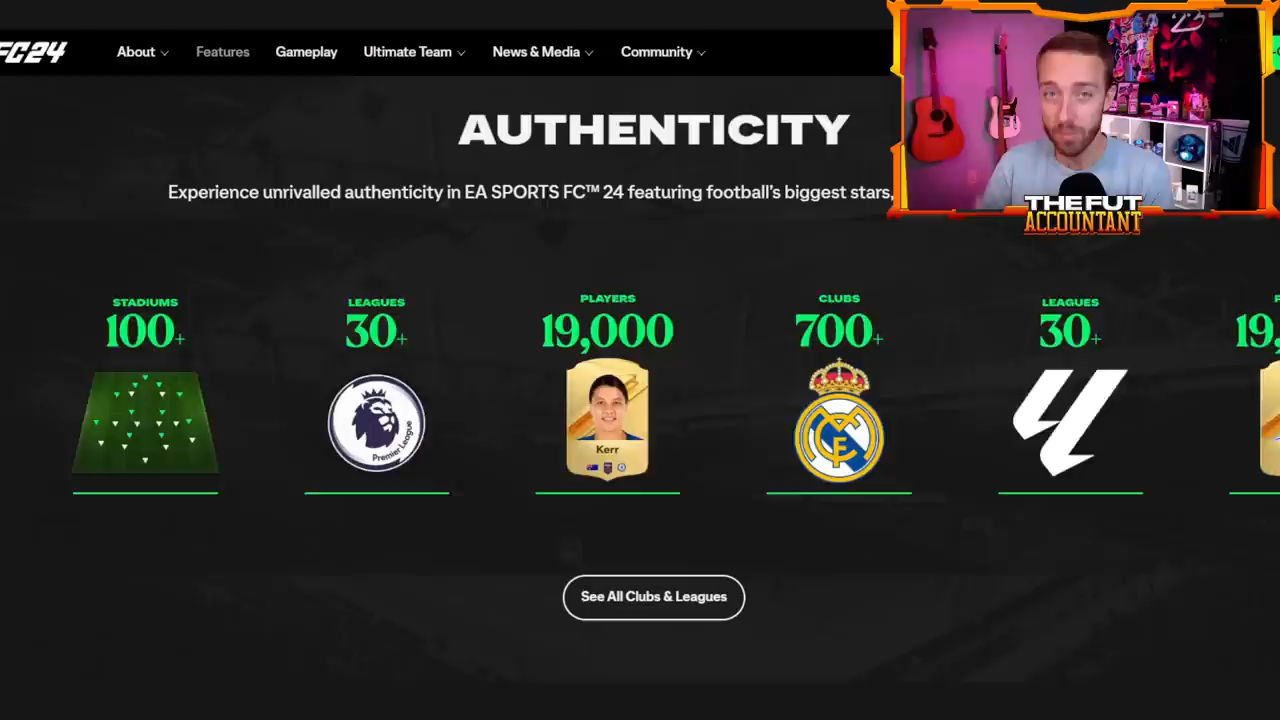 FC24
About
Features
Gameplay
Ultimate Team
News & Media
Community
AUTHENTICITY
Experience unrivalled authenticity in EA SPORTS FC™ 24 featuring football's biggest stars,
THE FUT
ACCOUNTANT
STADIUMS
100+
LEAGUES
30+
Premier League
PLAYERS
19,000
Kerr
CLUBS
700+
LEAGUES
30+
19,
See All Clubs & Leagues